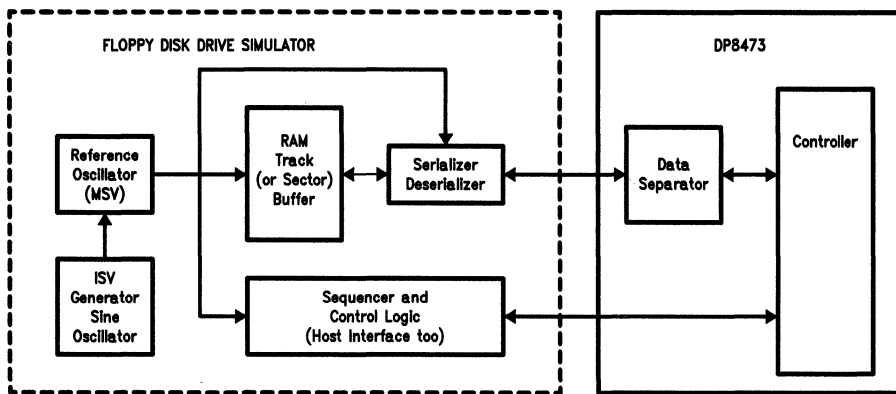 FLOPPY DISK DRIVE SIMULATOR
DP8473
Reference
Oscillator
(MSV)
RAM
Track
(or Sector)
Buffer
Serializer
Deserializer
Data
Separator
Controller
ISV
Generator
Sine
Oscillator
Sequencer and
Control Logic
(Host Interface too)